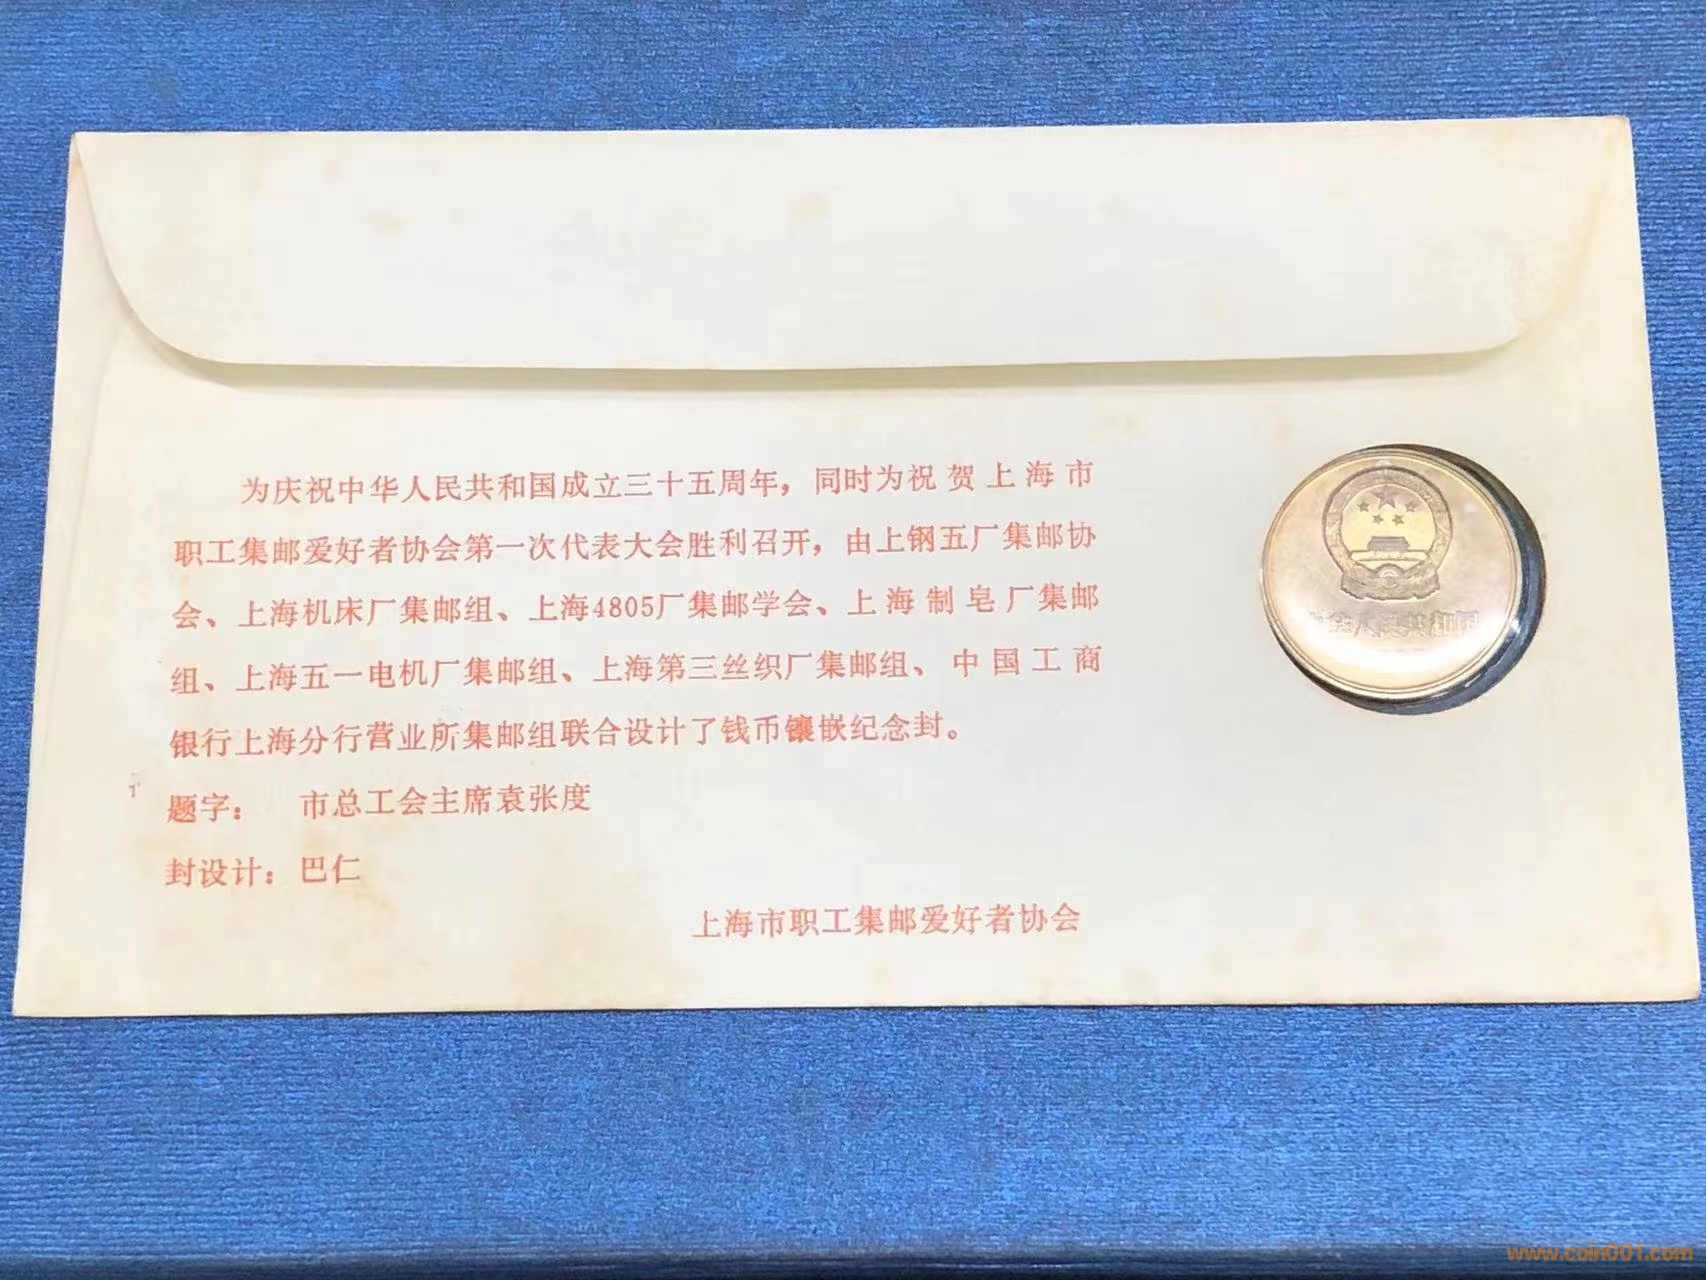 为庆祝中华人民共和国成立三十五周年，同时为祝贺上海市
职工集邮爱好者协会第一次代表大会胜利召开，由上钢五厂集邮协
会、上海机床厂集邮组、上海4805厂集邮学会、上海制皂厂集邮
组、上海五一电机厂集邮组、上海第三丝织厂集邮组、中国工商
银行上海分行营业所集邮组联合设计了钱币镶嵌纪念封。
题字： 市总工会主席袁张度
封设计：巴仁
上海市职工集邮爱好者协会
中华人民共和国
www.coin001.com